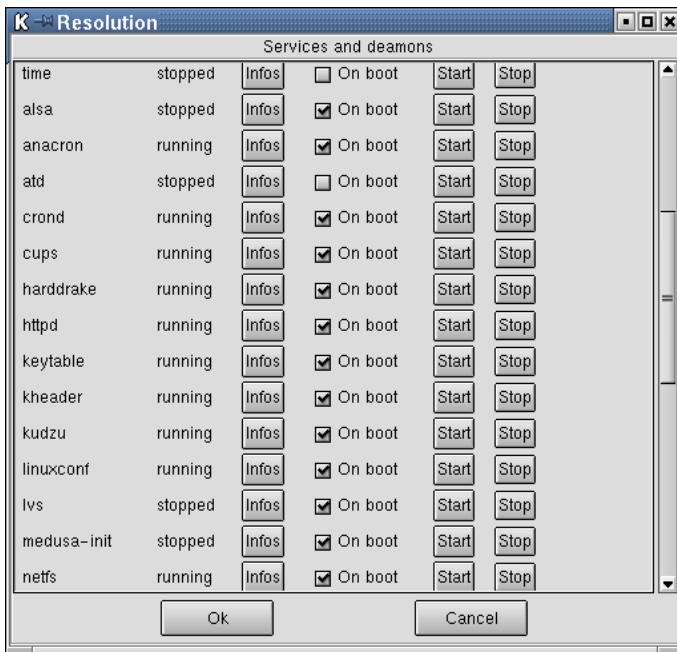 K Resolution
Services and deamons
time stopped Infos On boot Start Stop
alsa stopped Infos On boot Start Stop
anacron running Infos On boot Start Stop
atd stopped Infos On boot Start Stop
crond running Infos On boot Start Stop
cups running Infos On boot Start Stop
harddrake running Infos On boot Start Stop
httpd running Infos On boot Start Stop
keytable running Infos On boot Start Stop
kheader running Infos On boot Start Stop
kudzu running Infos On boot Start Stop
linuxconf running Infos On boot Start Stop
lvs stopped Infos On boot Start Stop
medusa-init stopped Infos On boot Start Stop
netfs running Infos On boot Start Stop
Ok Cancel